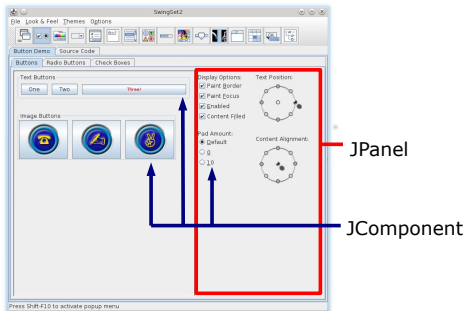 SwingSet2
File Look & Feel Themes Options
Button Demo Source Code
Buttons Radio Buttons Check Boxes
Text Buttons
One Two Three!
Image Buttons
Display Options:
Paint Border
Paint Focus
Enabled
Content Filled
Pad Amount:
Default
0
10
Text Position:
Content Alignment:
JPanel
JComponent
Press Shift-F10 to activate popup menu